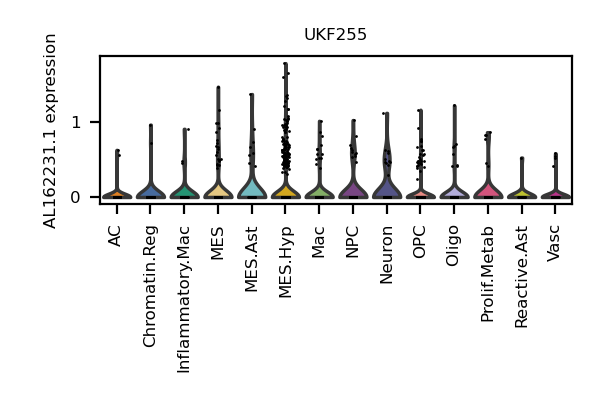 UKF255
AL162231.1 expression
1
0
AC
Chromatin.Reg
Inflammatory.Mac
MES
MES.Ast
MES.Hyp
Mac
NPC
Neuron
OPC
Oligo
Prolif.Metab
Reactive.Ast
Vasc